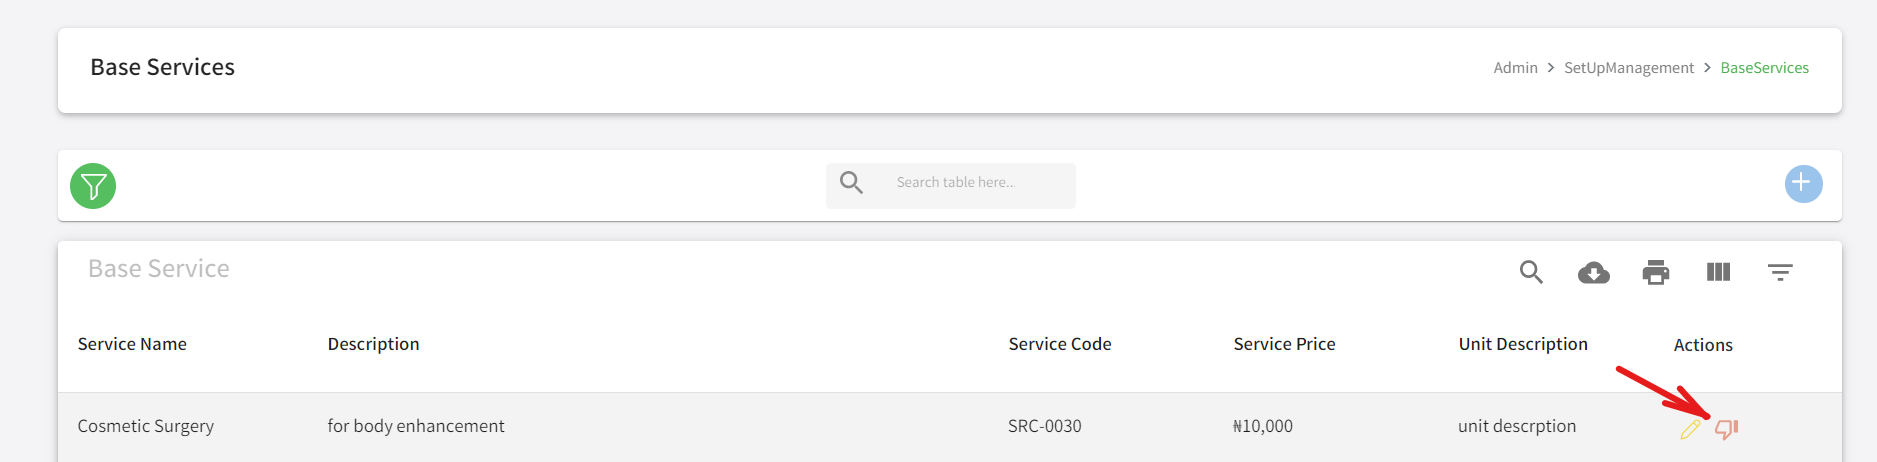 Base Services
Admin > SetUpManagement > BaseServices
Search table here...
Base Service
Service Name Description Service Code Service Price Unit Description Actions
Cosmetic Surgery for body enhancement SRC-0030 ₦10,000 unit descrption